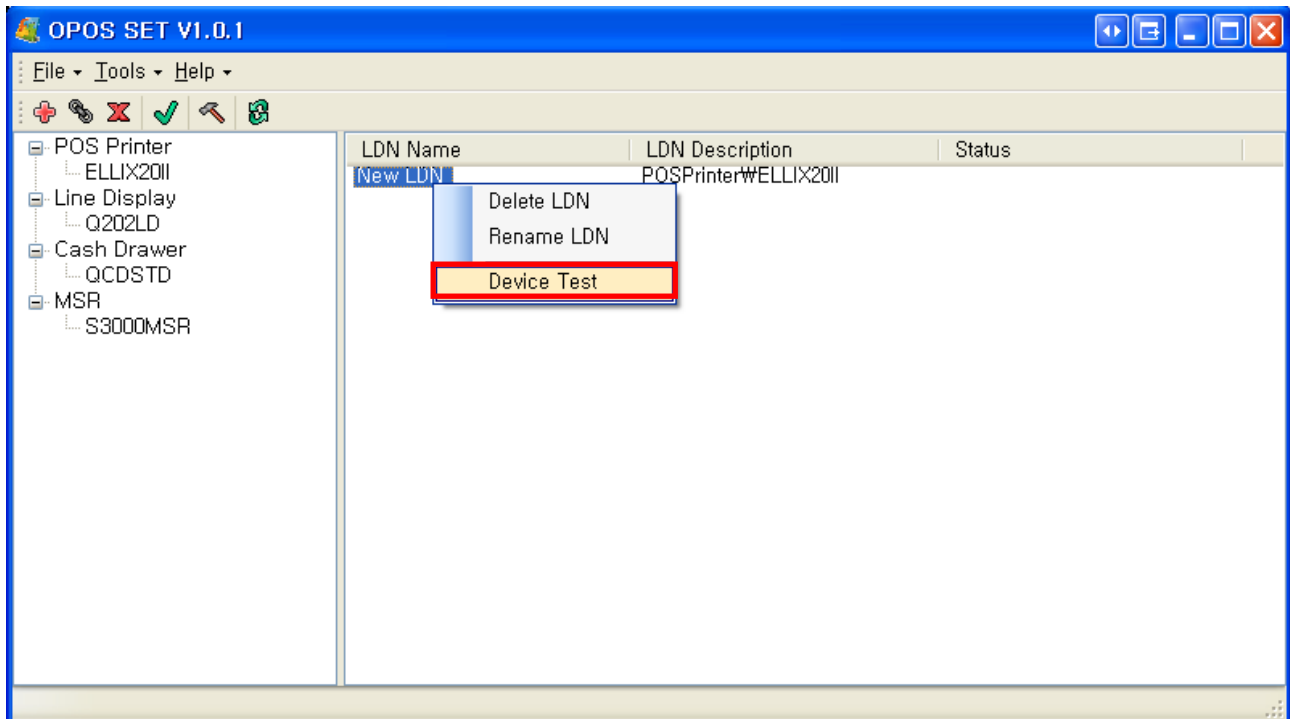 OPOS SET V1.0.1
File Tools Help
POS Printer
ELLIX20II
Line Display
Q202LD
Cash Drawer
QCDSTD
MSR
S3000MSR
LDN Name LDN Description Status
New LDN POSPrinter₩ELLIX20II
Delete LDN
Rename LDN
Device Test